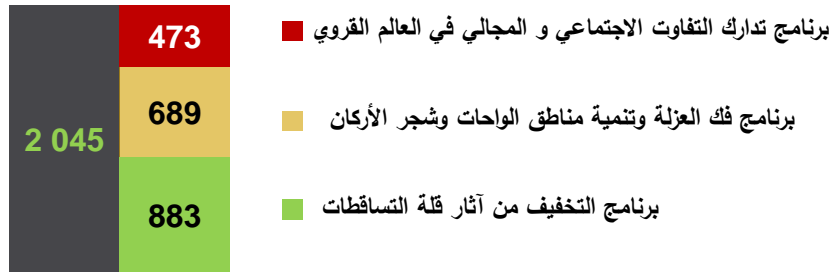 473
برنامج تدارك التفاوت الاجتماعي و المجالي في العالم القروي
689
برنامج فك العزلة وتنمية مناطق الواحات وشجر الأركان
2 045
883
برنامج التخفيف من آثار قلة التساقطات